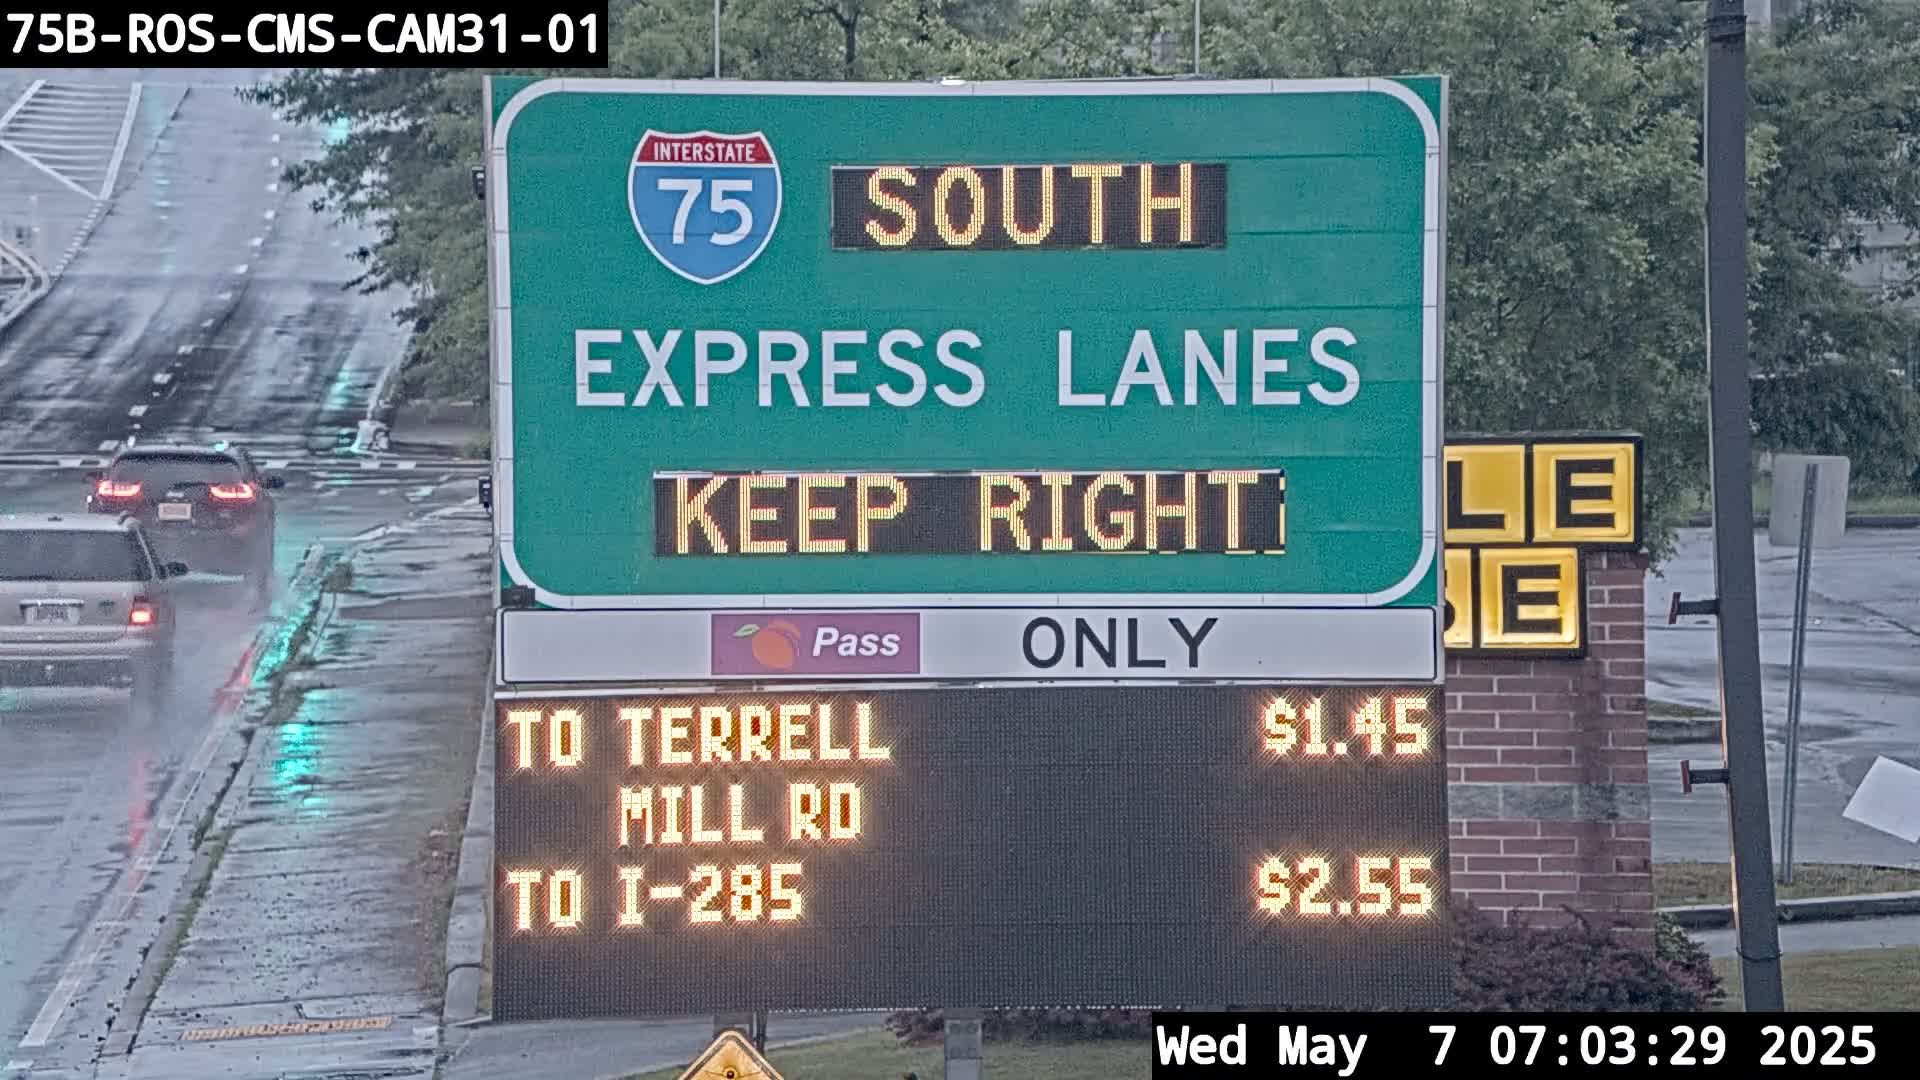 75B-ROS-CMS-CAM31-01
INTERSTATE
75
SOUTH
EXPRESS LANES
KEEP RIGHT
LE
E
Pass ONLY
TO TERRELL $1.45
MILL RD
TO I-285 $2.55
Wed May 7 07:03:29 2025